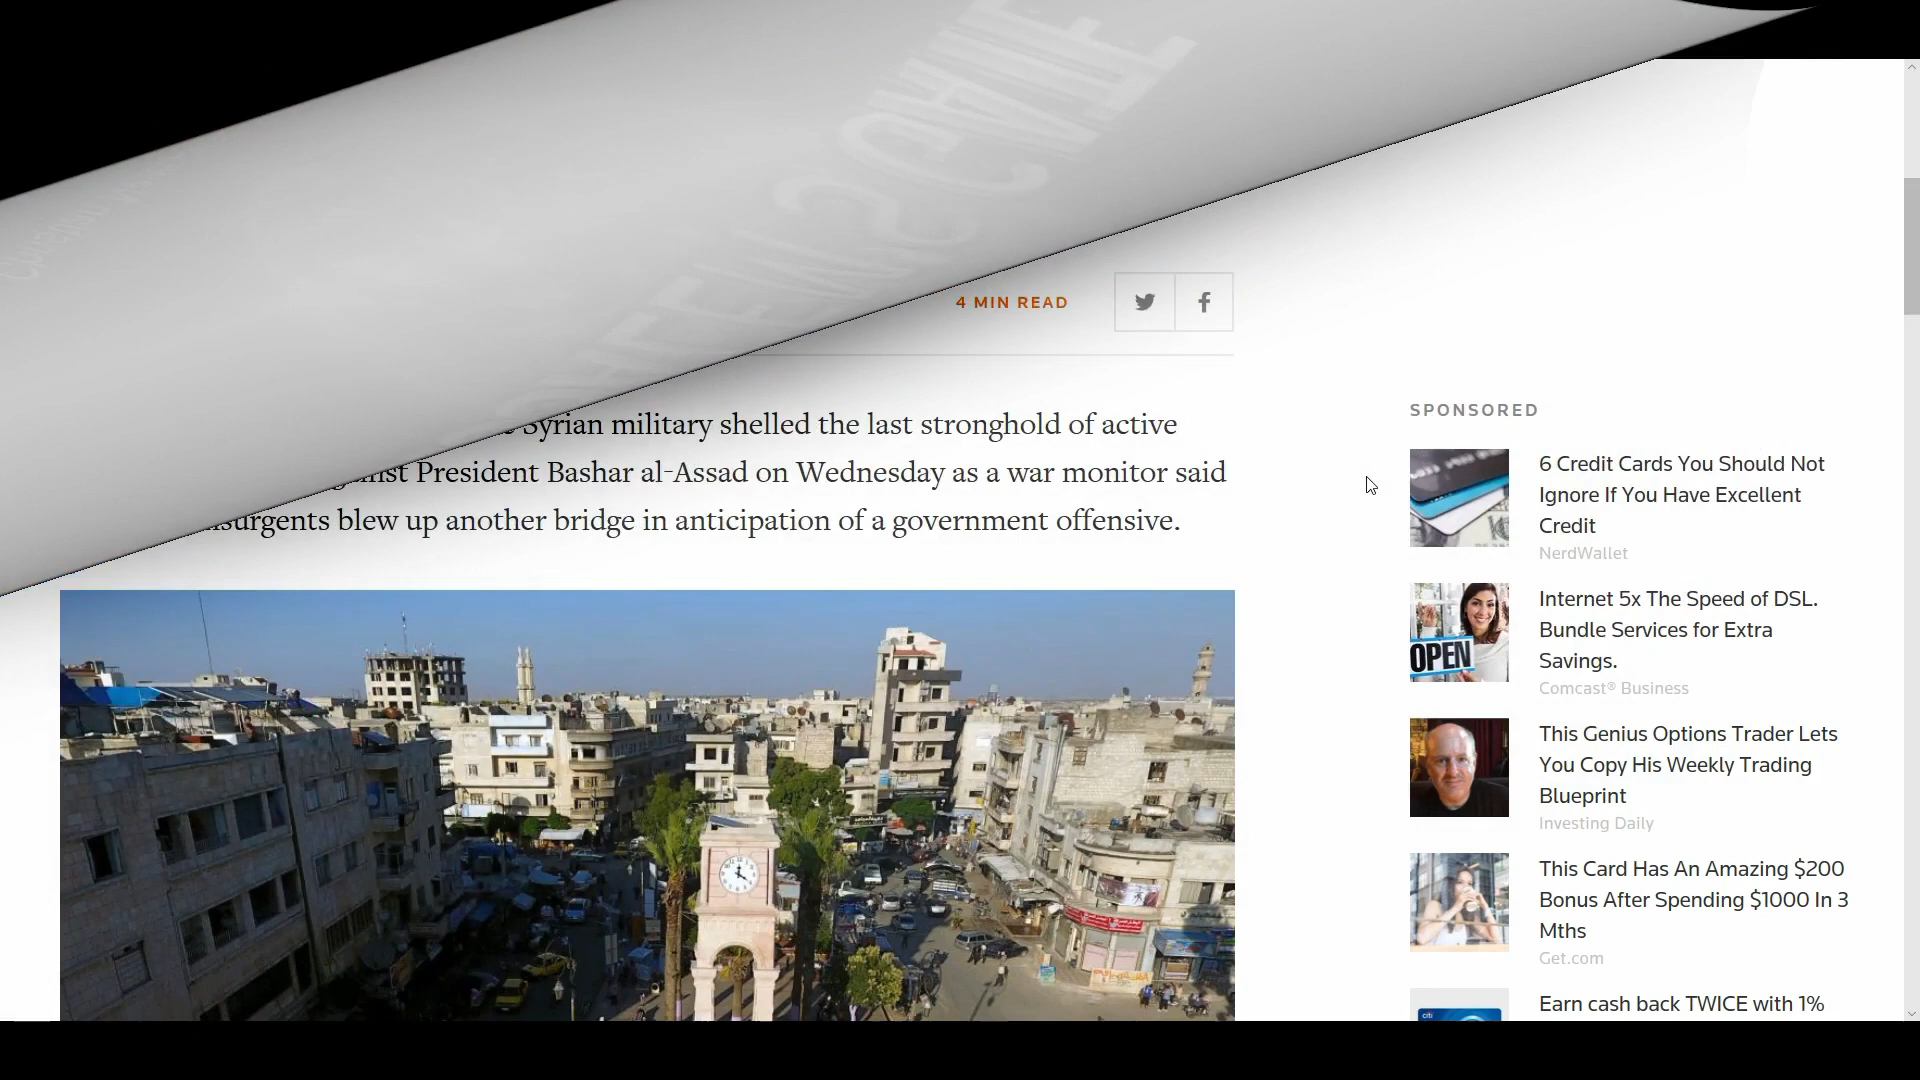 4 MIN READ
Syrian military shelled the last stronghold of active
President Bashar al-Assad on Wednesday as a war monitor said
blew up another bridge in anticipation of a government offensive.
SPONSORED
6 Credit Cards You Should Not
Ignore If You Have Excellent
Credit
NerdWallet
Internet 5x The Speed of DSL.
Bundle Services for Extra
Savings.
Comcast® Business
OPEN
This Genius Options Trader Lets
You Copy His Weekly Trading
Blueprint
Investing Daily
This Card Has An Amazing $200
Bonus After Spending $1000 In 3
Mths
Get.com
Earn cash back TWICE with 1%
citi